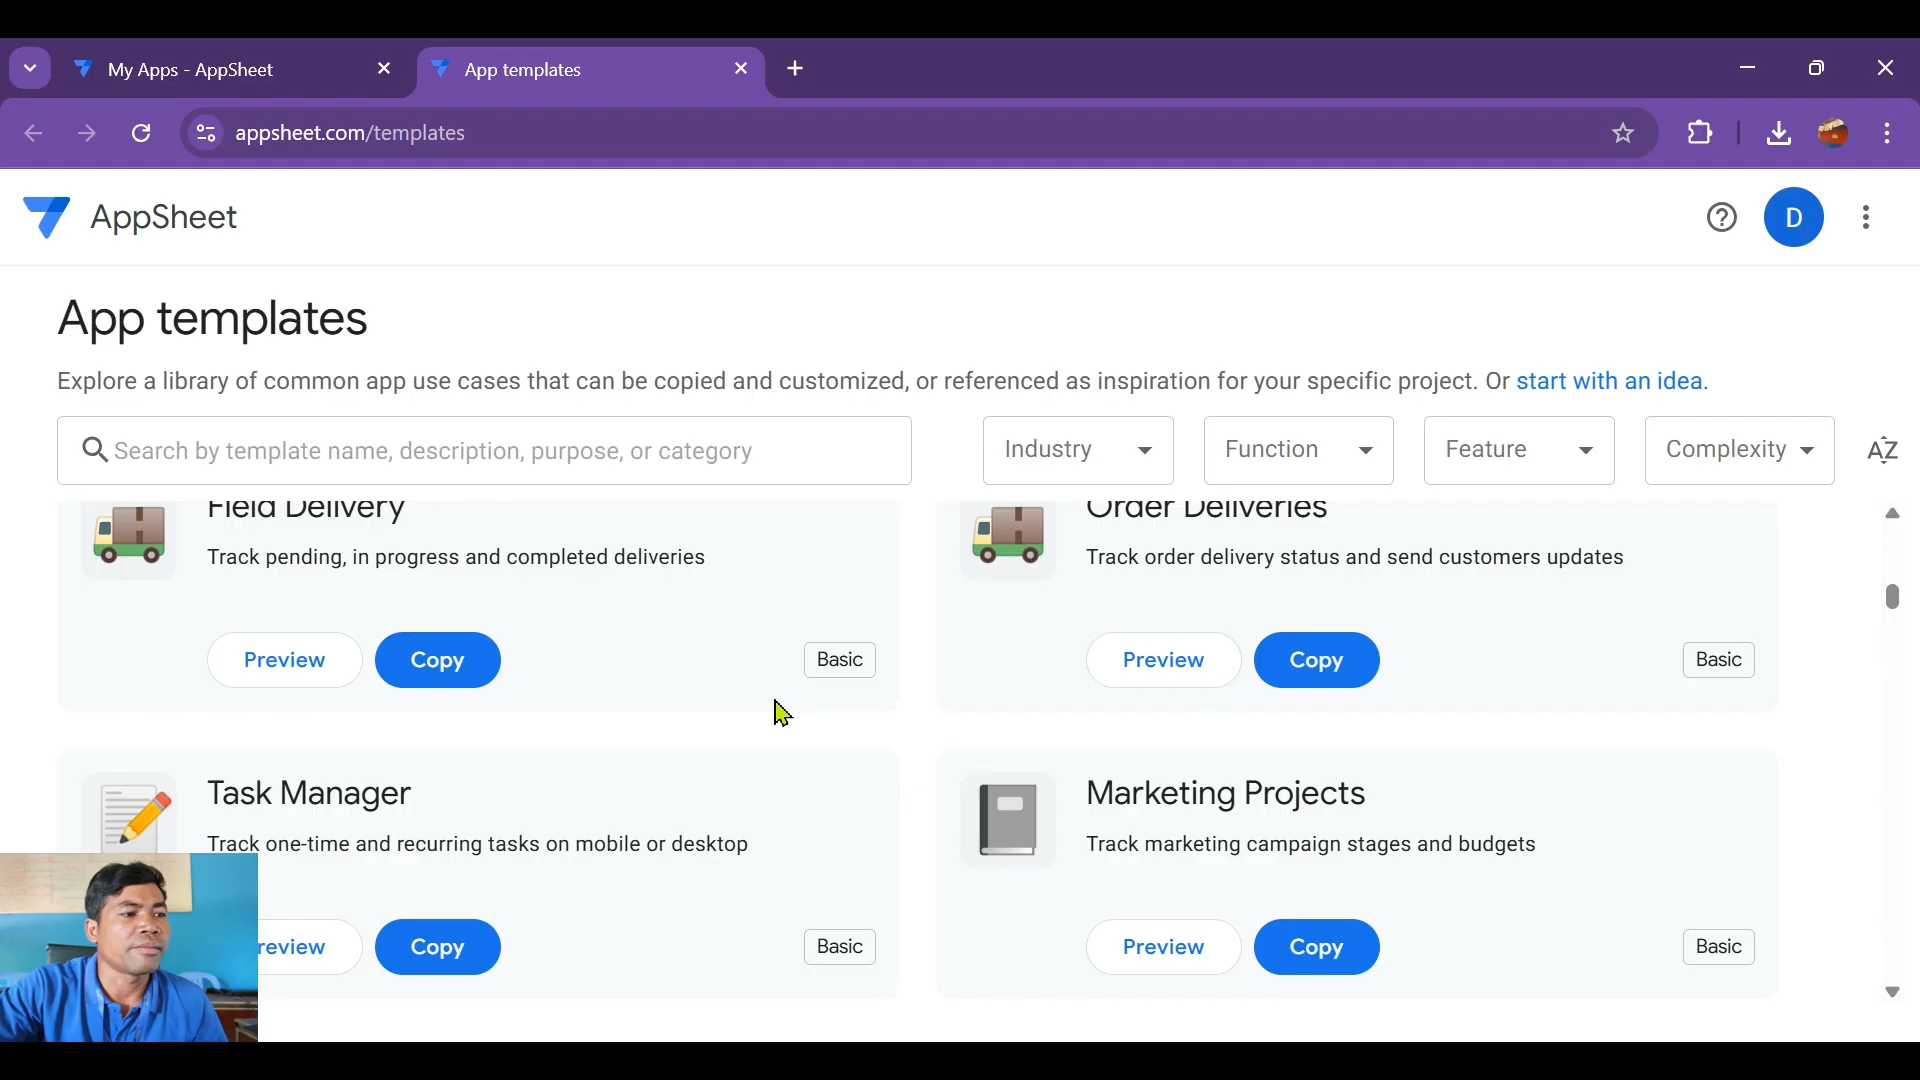 My Apps - AppSheet
App templates
appsheet.com/templates
AppSheet
D
App templates
Explore a library of common app use cases that can be copied and customized, or referenced as inspiration for your specific project. Or start with an idea.
Search by template name, description, purpose, or category
Industry
Function
Feature
Complexity
AZ
Field Delivery
Track pending, in progress and completed deliveries
Preview
Copy
Basic
Order Deliveries
Track order delivery status and send customers updates
Preview
Copy
Basic
Task Manager
Track one-time and recurring tasks on mobile or desktop
review
Copy
Basic
Marketing Projects
Track marketing campaign stages and budgets
Preview
Copy
Basic